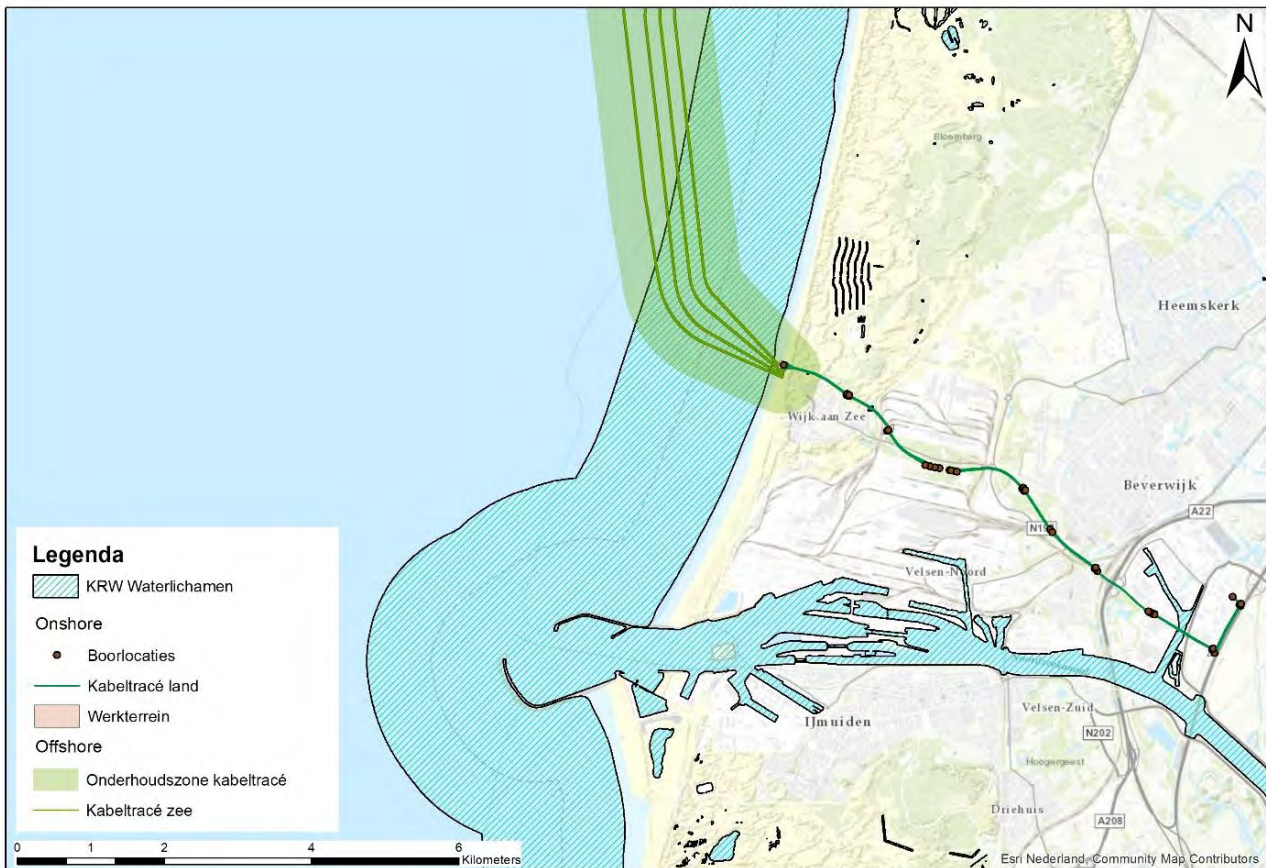 N
Bloemberg
Heemskerk
Wijk aan Zee
Beverwijk
A22
N197
Velsen-Noord
IJmuiden
Velsen-Zuid
N202
Hoogergeest
Driehuis
A208
Legenda
KRW Waterlichamen
Onshore
Boorlocaties
Kabeltracé land
Werkterrein
Offshore
Onderhoudszone kabeltracé
Kabeltracé zee
0 1 2 4 6
Kilometers
Esri Nederland, Community Map Contributors